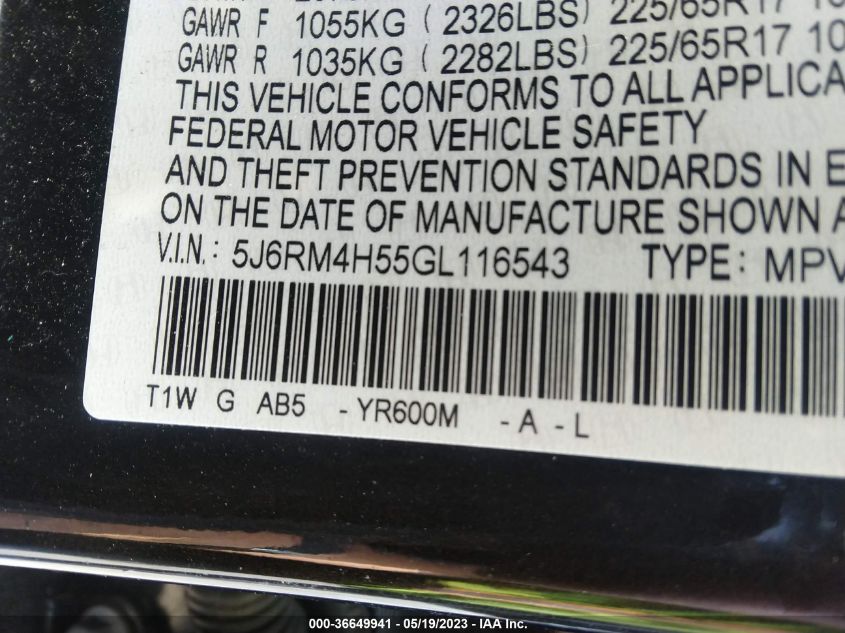 GAWR F 1055KG ( 2326LBS) 225/65R17 10
GAWR R 1035KG ( 2282LBS) 225/65R17 10
THIS VEHICLE CONFORMS TO ALL APPLICA
FEDERAL MOTOR VEHICLE SAFETY
AND THEFT PREVENTION STANDARDS IN E
ON THE DATE OF MANUFACTURE SHOWN A
V.I.N.: 5J6RM4H55GL116543 TYPE: MPV
T1W G AB5 - YR600M - A - L
000-36649941 - 05/19/2023 - IAA Inc.